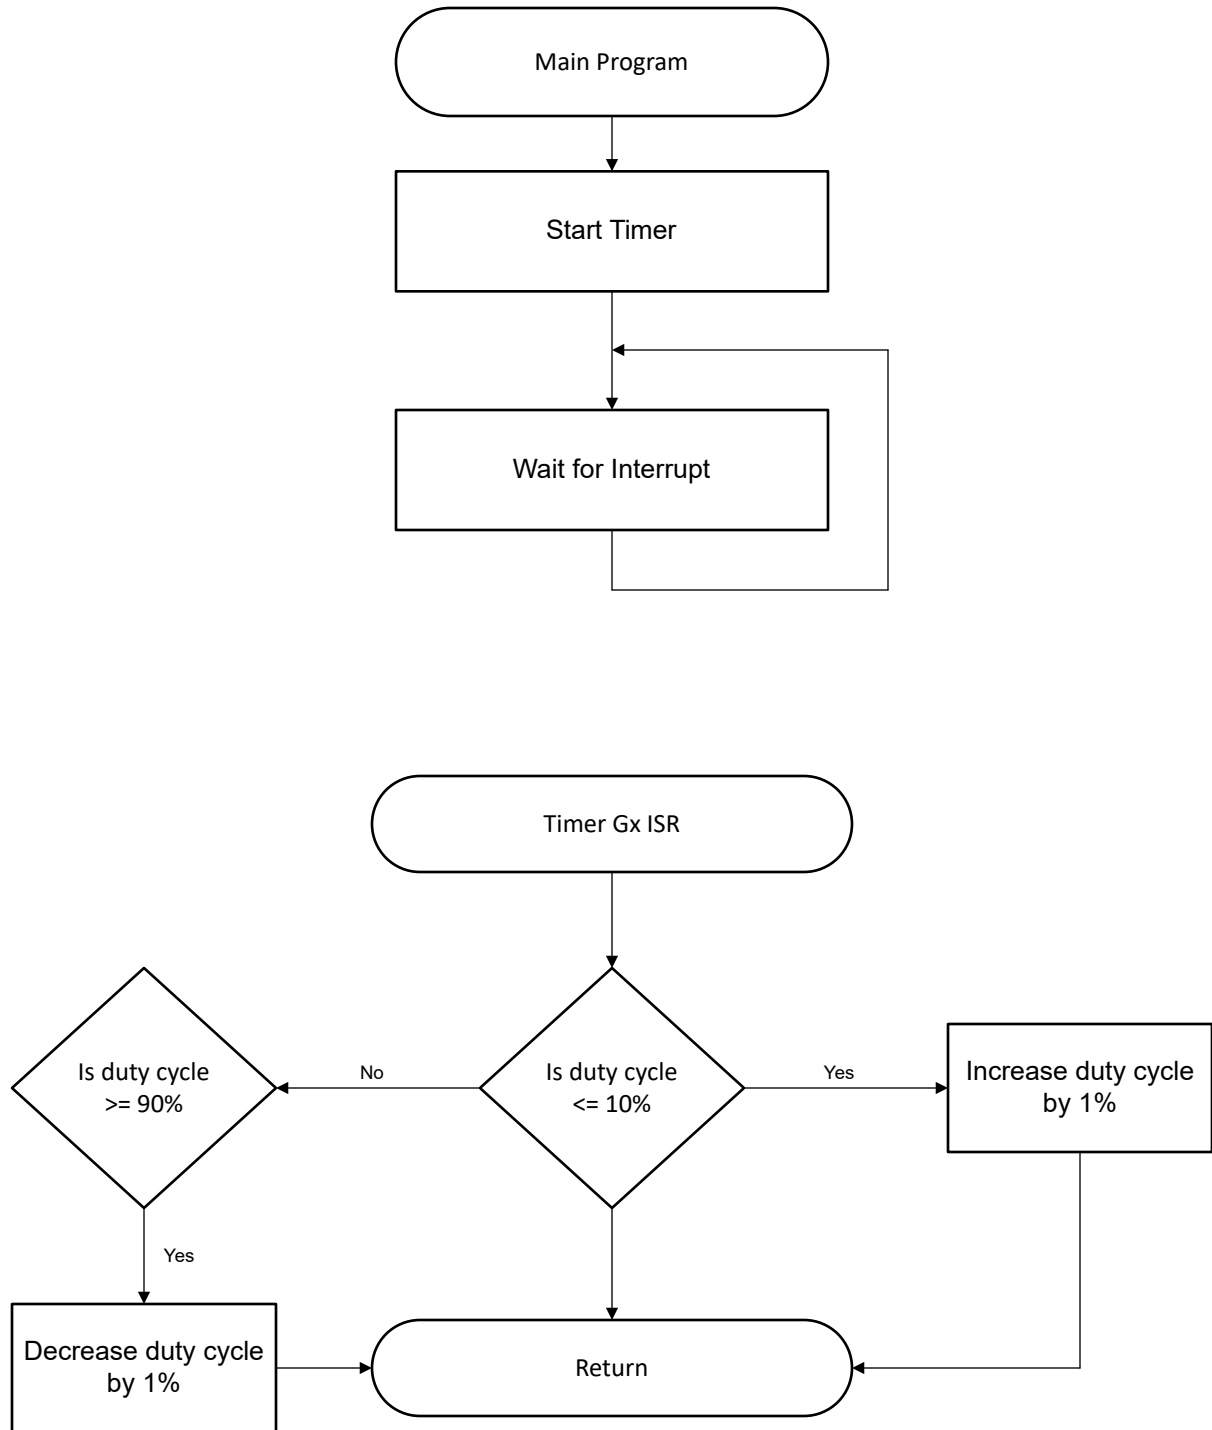 Main Program
Start Timer
Wait for Interrupt
Timer Gx ISR
Is duty cycle
>= 90%
No
Is duty cycle
<= 10%
Yes
Increase duty cycle
by 1%
Yes
Decrease duty cycle
by 1%
Return